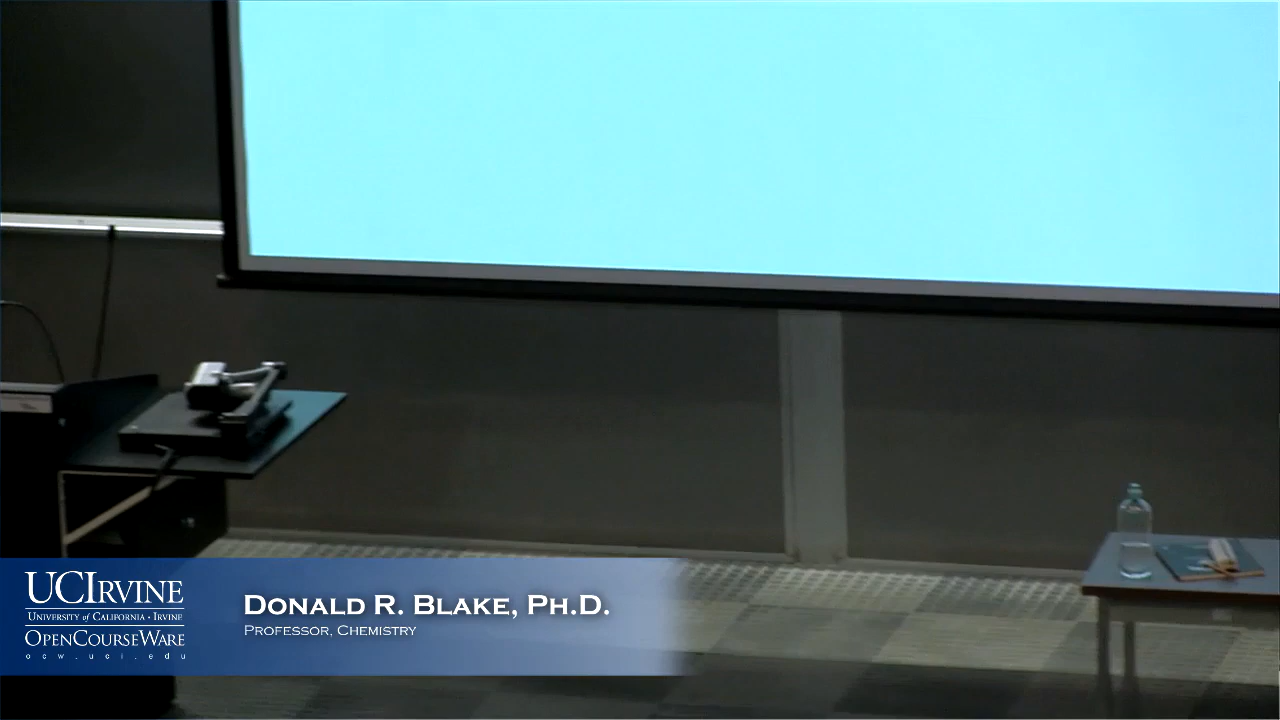 UCIRVINE
UNIVERSITY of CALIFORNIA • IRVINE
OPENCOURSEWARE
ocw.uci.edu
DONALD R. BLAKE, PH.D.
PROFESSOR, CHEMISTRY